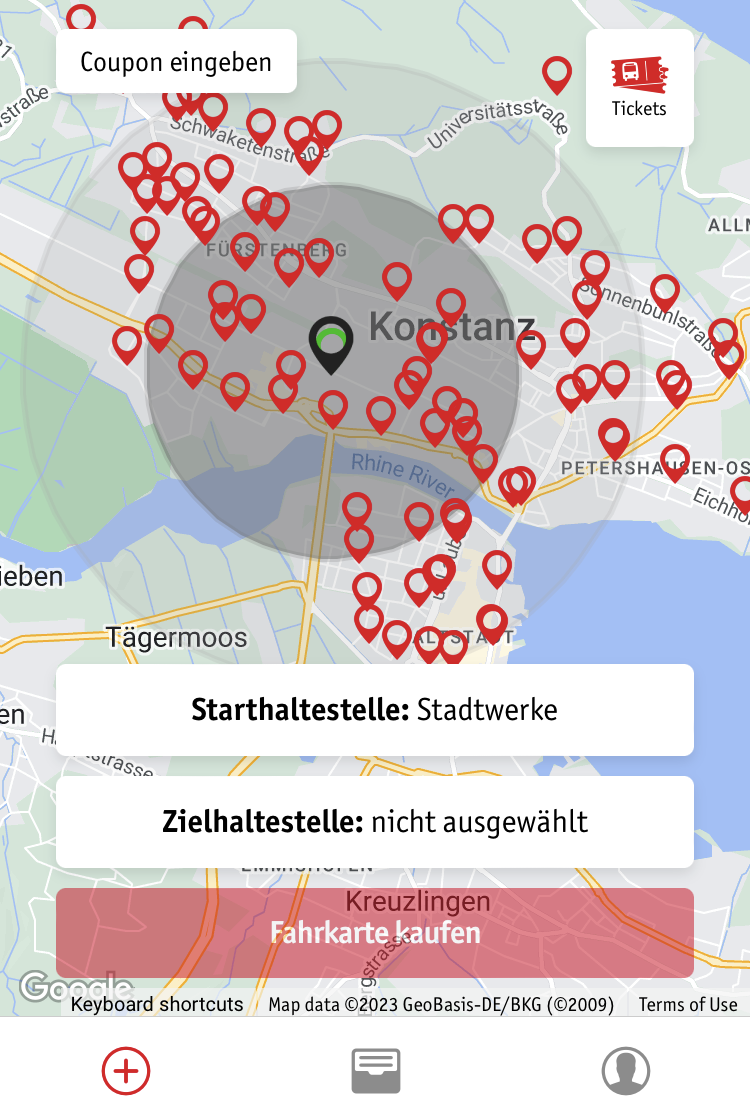 Coupon eingeben
Tickets
straße
Schwaketenstraße
Universitätsstraße
FÜRSTENBERG
Konstanz
Sonnenbühlstraße
PETERSHAUSEN-OS
Eichho
Rhine River
ieben
Tägermoos
ALTSTADT
Starthaltestelle: Stadtwerke
en
Zielhaltestelle: nicht ausgewählt
EMMISHOFEN
Kreuzlingen
Fahrkarte kaufen
Google
Keyboard shortcuts
Map data ©2023 GeoBasis-DE/BKG (©2009)
Terms of Use